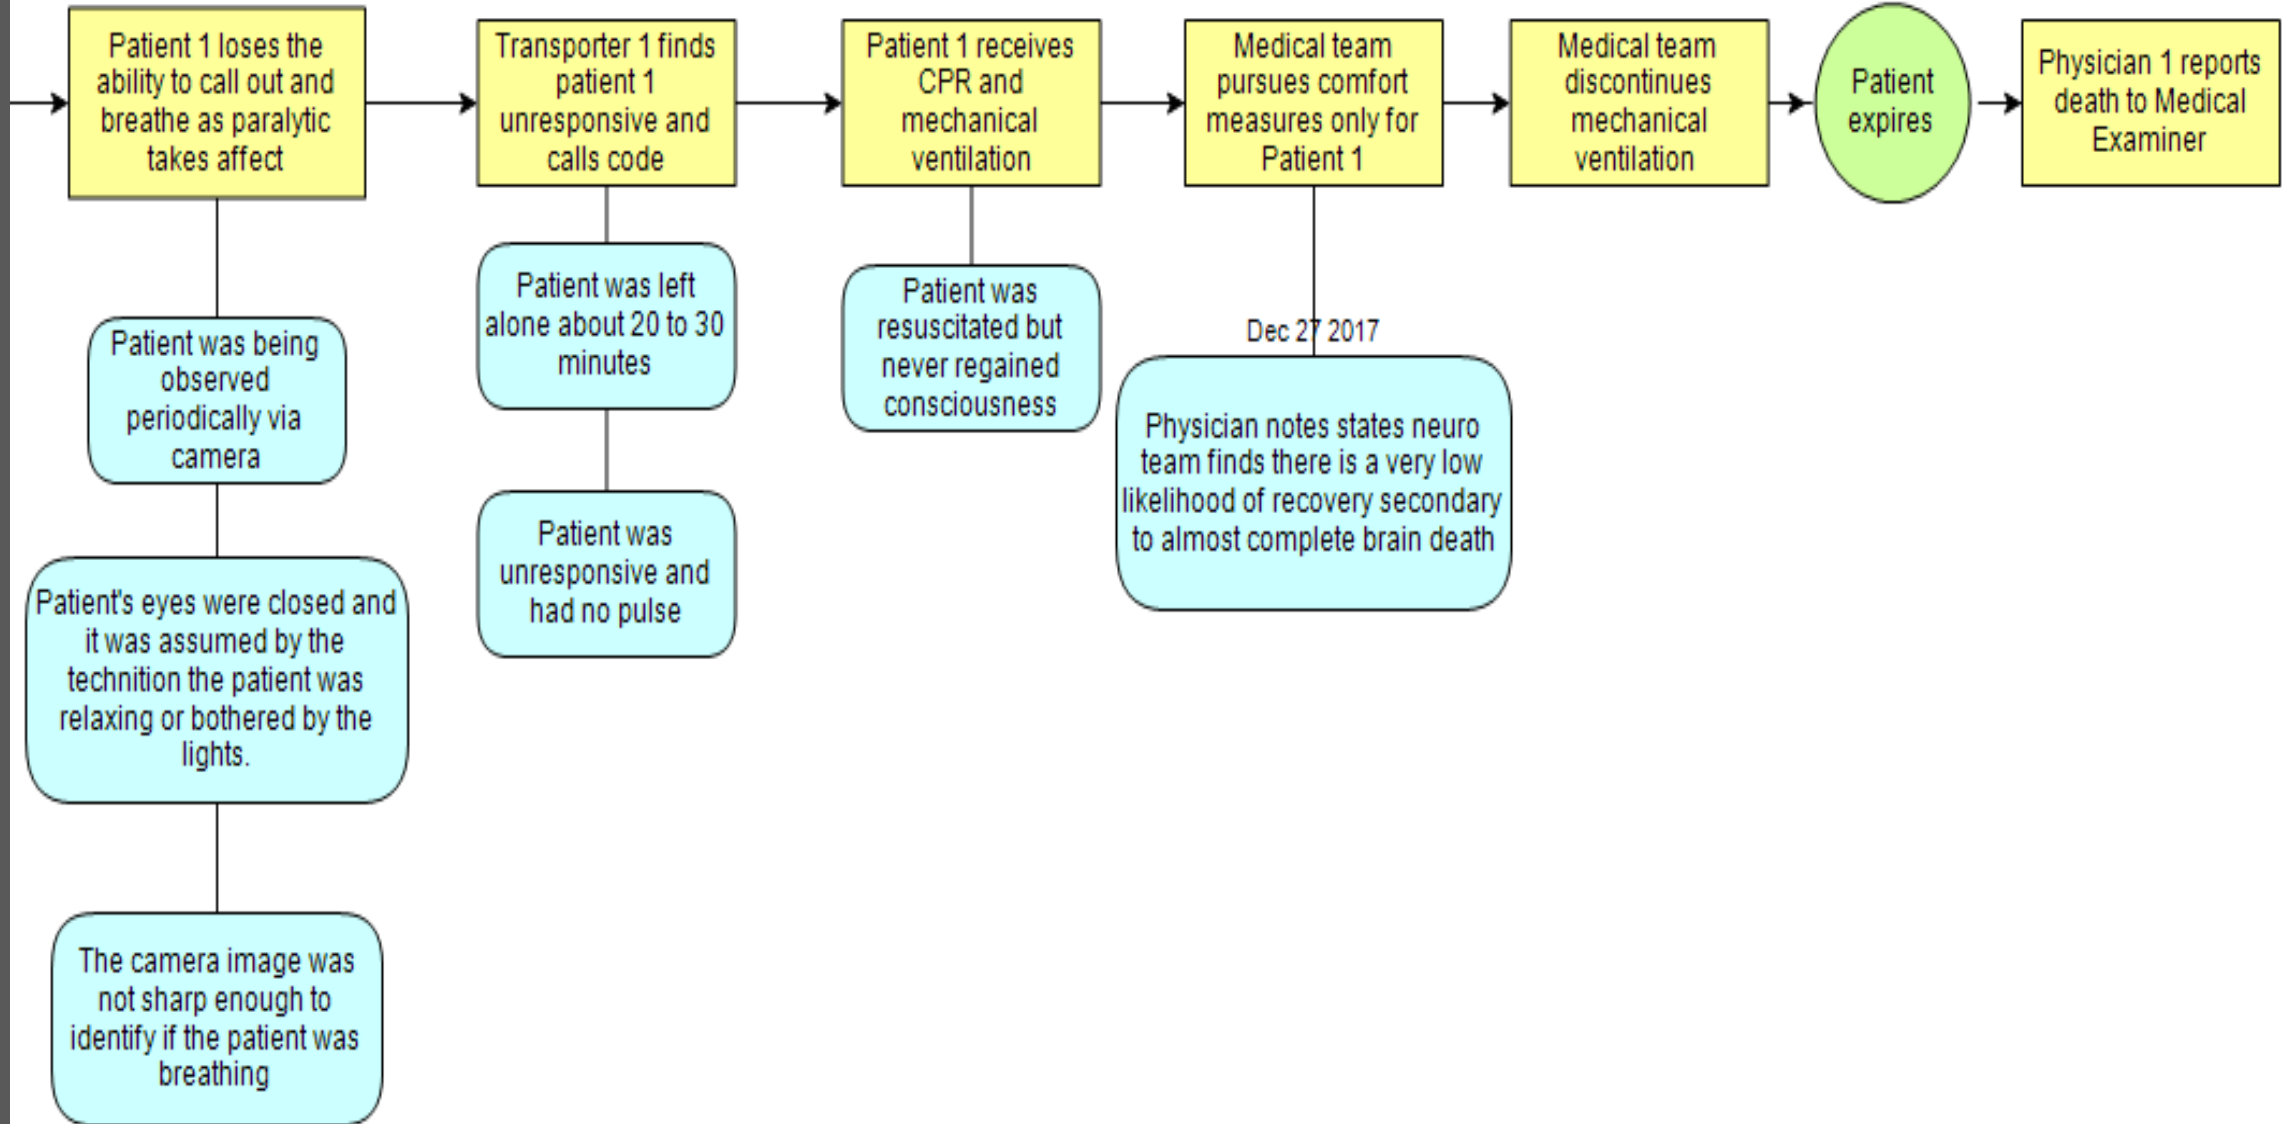 Patient 1 loses the
ability to call out and
breathe as paralytic
takes affect
Transporter 1 finds
patient 1
unresponsive and
calls code
Patient 1 receives
CPR and
mechanical
ventilation
Medical team
pursues comfort
measures only for
Patient 1
Medical team
discontinues
mechanical
ventilation
Patient
expires
Physician 1 reports
death to Medical
Examiner
Patient was being
observed
periodically via
camera
Patient's eyes were closed and
it was assumed by the
technition the patient was
relaxing or bothered by the
lights.
The camera image was
not sharp enough to
identify if the patient was
breathing
Patient was left
alone about 20 to 30
minutes
Patient was
unresponsive and
had no pulse
Patient was
resuscitated but
never regained
consciousness
Dec 27 2017
Physician notes states neuro
team finds there is a very low
likelihood of recovery secondary
to almost complete brain death